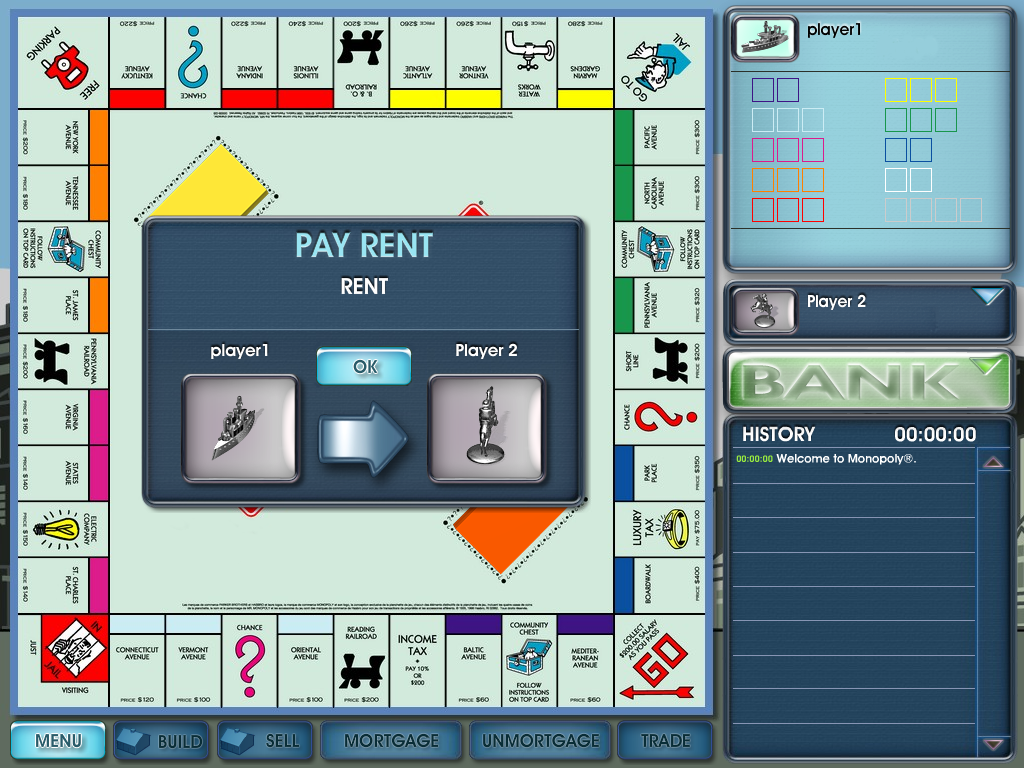 FREE
PARKING
KENTUCKY
AVENUE
PRICE $220
CHANCE
INDIANA
AVENUE
PRICE $220
ILLINOIS
AVENUE
PRICE $240
B. & O.
RAILROAD
PRICE $200
ATLANTIC
AVENUE
PRICE $260
VENTNOR
AVENUE
PRICE $260
WATER
WORKS
PRICE $150
MARVIN
GARDENS
PRICE $280
GO TO
JAIL
NEW YORK
AVENUE
PRICE $200
TENNESSEE
AVENUE
PRICE $180
COMMUNITY
CHEST
FOLLOW
INSTRUCTIONS
ON TOP CARD
ST. JAMES
PLACE
PRICE $180
PENNSYLVANIA
RAILROAD
PRICE $200
VIRGINIA
AVENUE
PRICE $160
STATES
AVENUE
PRICE $140
ELECTRIC
COMPANY
PRICE $150
ST. CHARLES
PLACE
PRICE $140
PACIFIC
AVENUE
PRICE $300
NORTH
CAROLINA
AVENUE
PRICE $300
COMMUNITY
CHEST
FOLLOW
INSTRUCTIONS
ON TOP CARD
PENNSYLVANIA
AVENUE
PRICE $320
SHORT
LINE
PRICE $200
CHANCE
PARK
PLACE
PRICE $350
LUXURY
TAX
PAY $75.00
BOARDWALK
PRICE $400
JUST
IN
JAIL
VISITING
CONNECTICUT
AVENUE
PRICE $120
VERMONT
AVENUE
PRICE $100
CHANCE
ORIENTAL
AVENUE
PRICE $100
READING
RAILROAD
PRICE $200
INCOME
TAX
PAY 10%
OR
$200
BALTIC
AVENUE
PRICE $60
COMMUNITY
CHEST
FOLLOW
INSTRUCTIONS
ON TOP CARD
MEDITER-
RANEAN
AVENUE
PRICE $60
COLLECT
$200.00 SALARY
AS YOU PASS
GO
PAY RENT
RENT
player1
OK
Player 2
player1
Player 2
BANK
HISTORY 00:00:00
00:00:00 Welcome to Monopoly®.
MENU
BUILD
SELL
MORTGAGE
UNMORTGAGE
TRADE